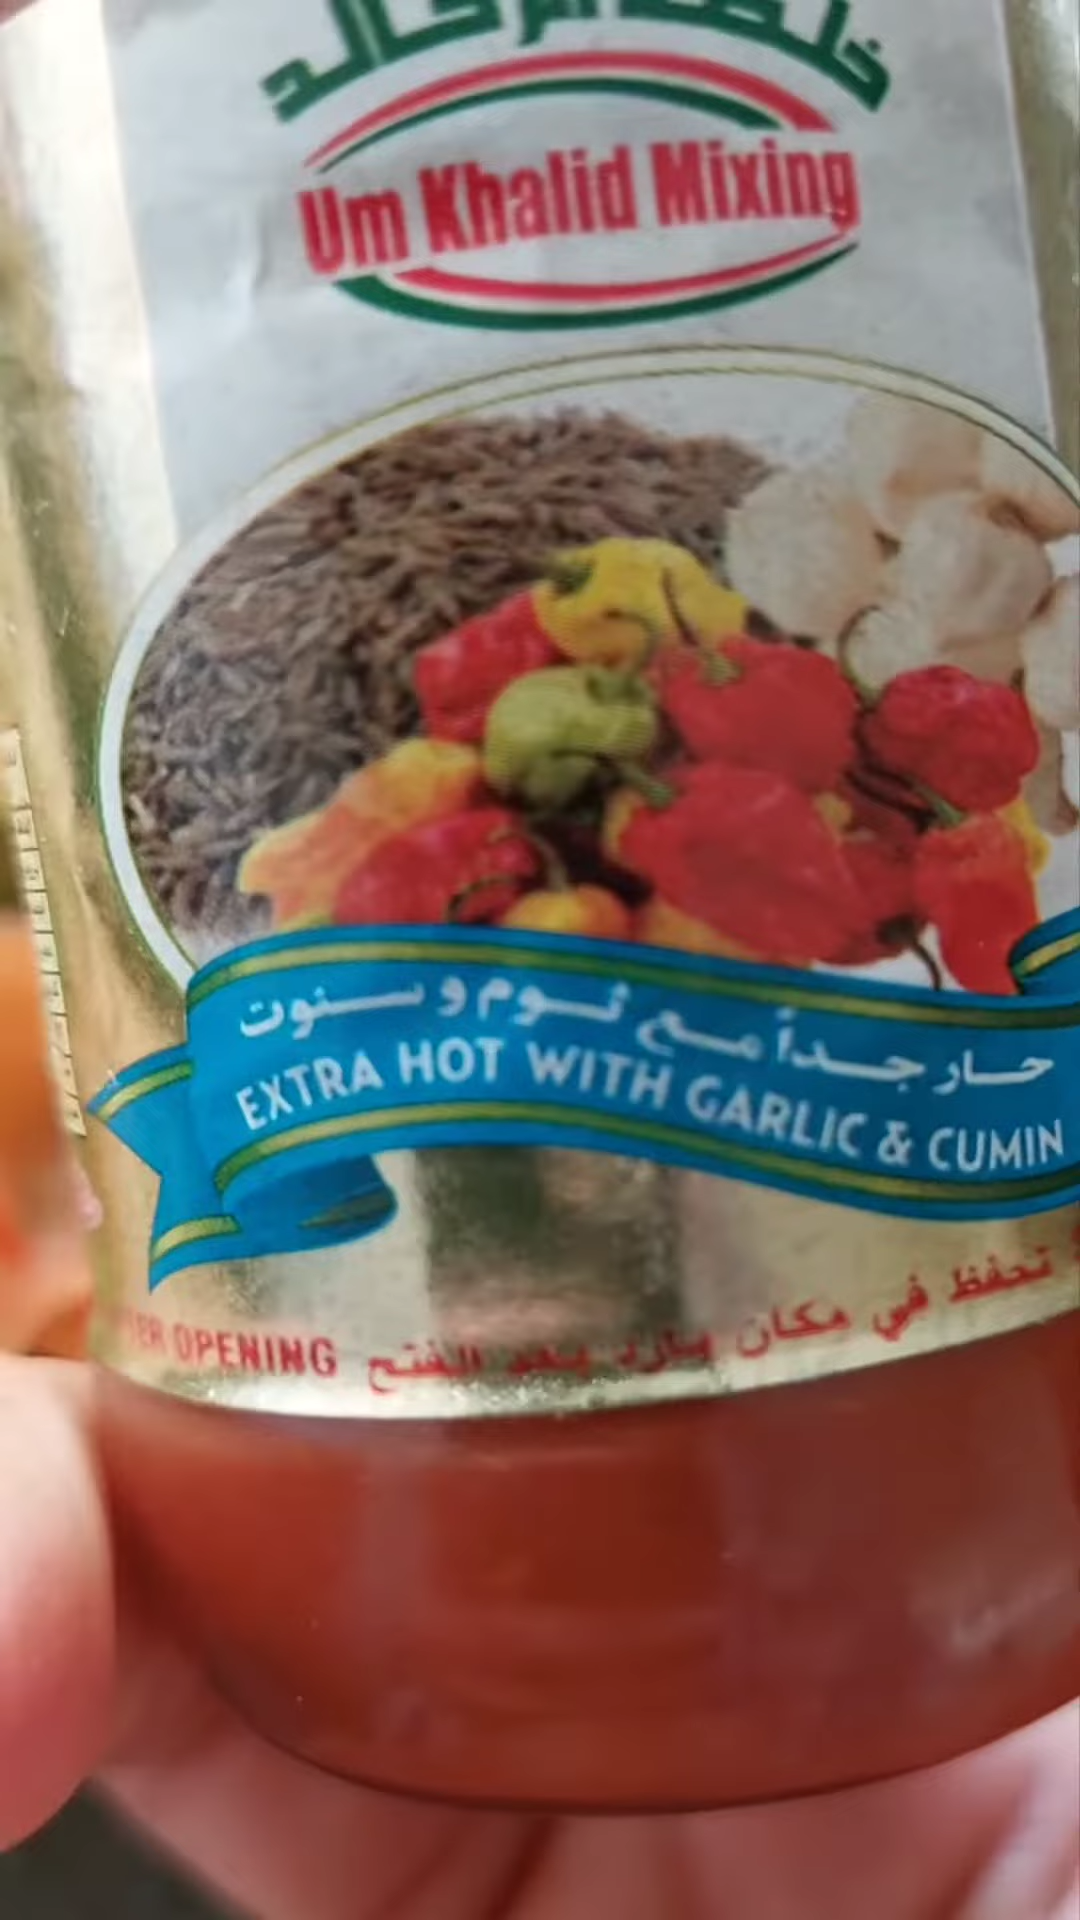 خلطة أم خالد
Um Khalid Mixing
حار جداً مع ثوم و سنوت
EXTRA HOT WITH GARLIC & CUMIN
OPENING تحفظ في مكان بارد بعد الفتح